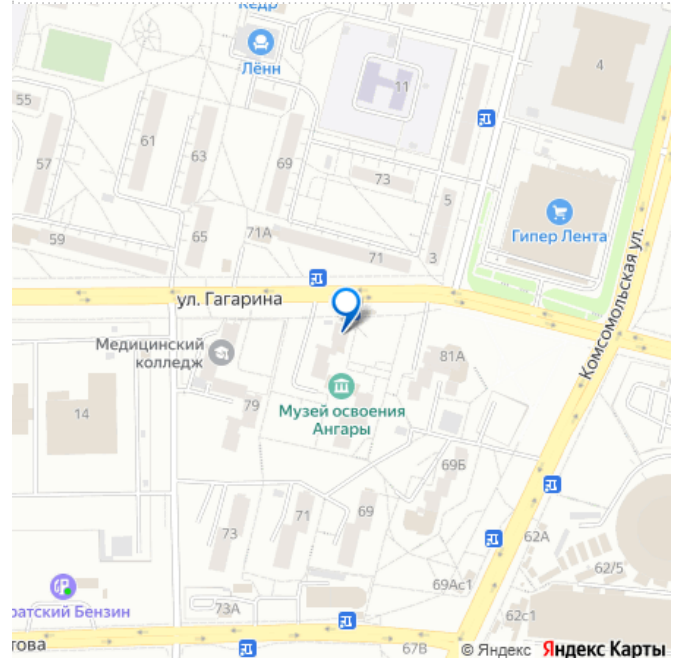 Кедр
Лённ
4
11
55
61
63
69
57
73
5
Гипер Лента
59
65
71А
71
3
Комсомольская ул.
ул. Гагарина
Медицинский
колледж
81А
Музей освоения
Ангары
14
79
69Б
73
71
69
62А
62/5
69Ас1
ратский Бензин
73А
62с1
това
67В
© Яндекс Яндекс Карты